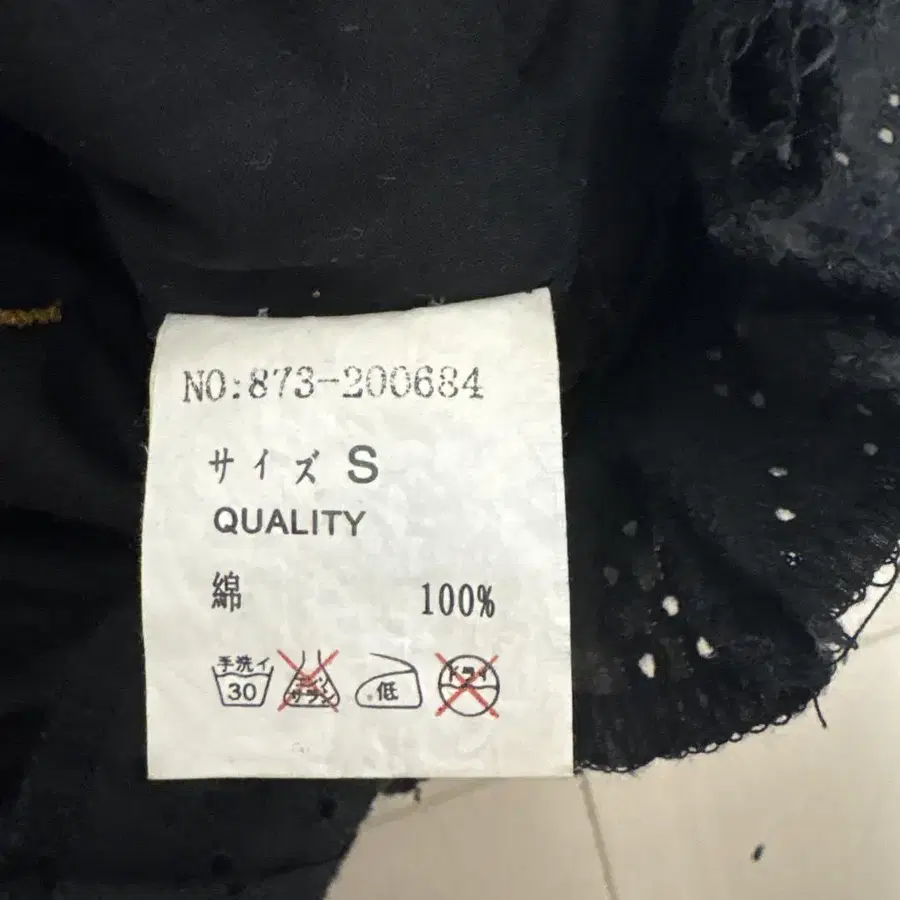 NO:873-200684
サイズ S
QUALITY
綿 100%
手洗イ 30 低 ドライ